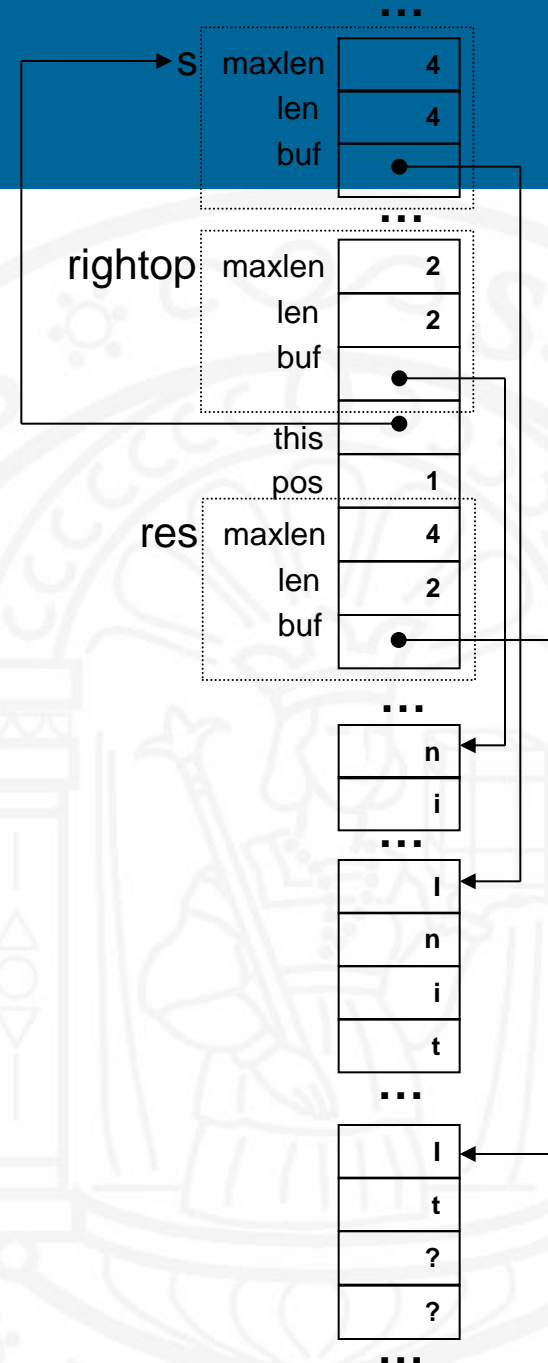 ...
s maxlen 4
len 4
buf
...
rightop maxlen 2
len 2
buf
this
pos 1
res maxlen 4
len 2
buf
...
n
i
...
I
n
i
t
...
I
t
?
?
...